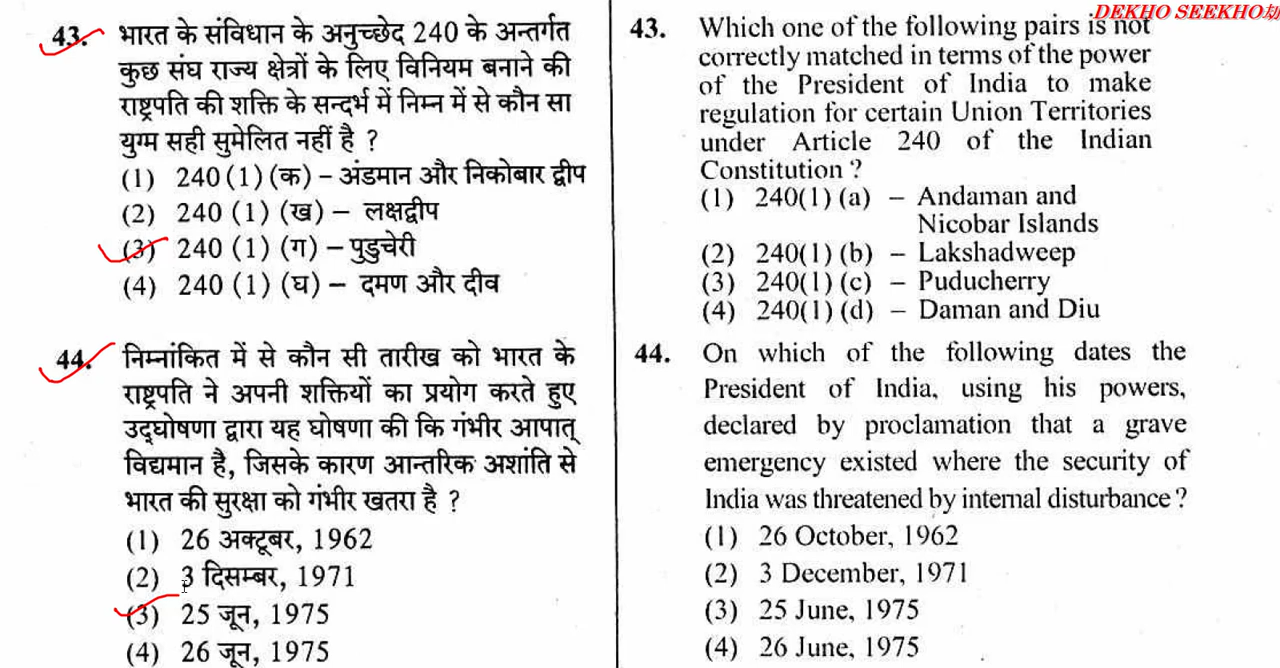 DEKHO SEEKHO
43. भारत के संविधान के अनुच्छेद 240 के अन्तर्गत
कुछ संघ राज्य क्षेत्रों के लिए विनियम बनाने की
राष्ट्रपति की शक्ति के सन्दर्भ में निम्न में से कौन सा
युग्म सही सुमेलित नहीं है ?
(1) 240 (1) (क) – अंडमान और निकोबार द्वीप
(2) 240 (1) (ख) – लक्षद्वीप
(3) 240 (1) (ग) – पुडुचेरी
(4) 240 (1) (घ) – दमण और दीव
44. निम्नांकित में से कौन सी तारीख को भारत के
राष्ट्रपति ने अपनी शक्तियों का प्रयोग करते हुए
उद्घोषणा द्वारा यह घोषणा की कि गंभीर आपात्
विद्यमान है, जिसके कारण आन्तरिक अशांति से
भारत की सुरक्षा को गंभीर खतरा है ?
(1) 26 अक्टूबर, 1962
(2) 3 दिसम्बर, 1971
(3) 25 जून, 1975
(4) 26 जून, 1975
43. Which one of the following pairs is not
correctly matched in terms of the power
of the President of India to make
regulation for certain Union Territories
under Article 240 of the Indian
Constitution ?
(1) 240(1) (a) – Andaman and
Nicobar Islands
(2) 240(1) (b) – Lakshadweep
(3) 240(1) (c) – Puducherry
(4) 240(1) (d) – Daman and Diu
44. On which of the following dates the
President of India, using his powers,
declared by proclamation that a grave
emergency existed where the security of
India was threatened by internal disturbance ?
(1) 26 October, 1962
(2) 3 December, 1971
(3) 25 June, 1975
(4) 26 June, 1975